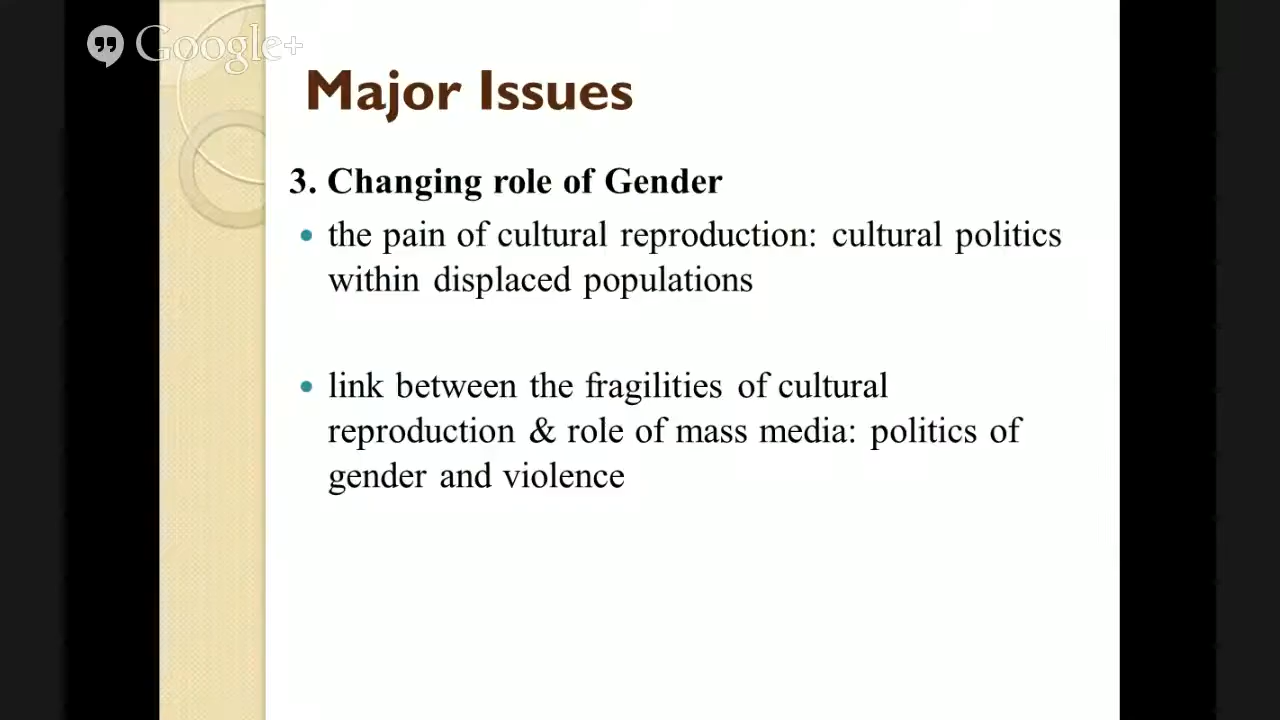 Google+
Major Issues
3. Changing role of Gender
• the pain of cultural reproduction: cultural politics
within displaced populations
• link between the fragilities of cultural
reproduction & role of mass media: politics of
gender and violence